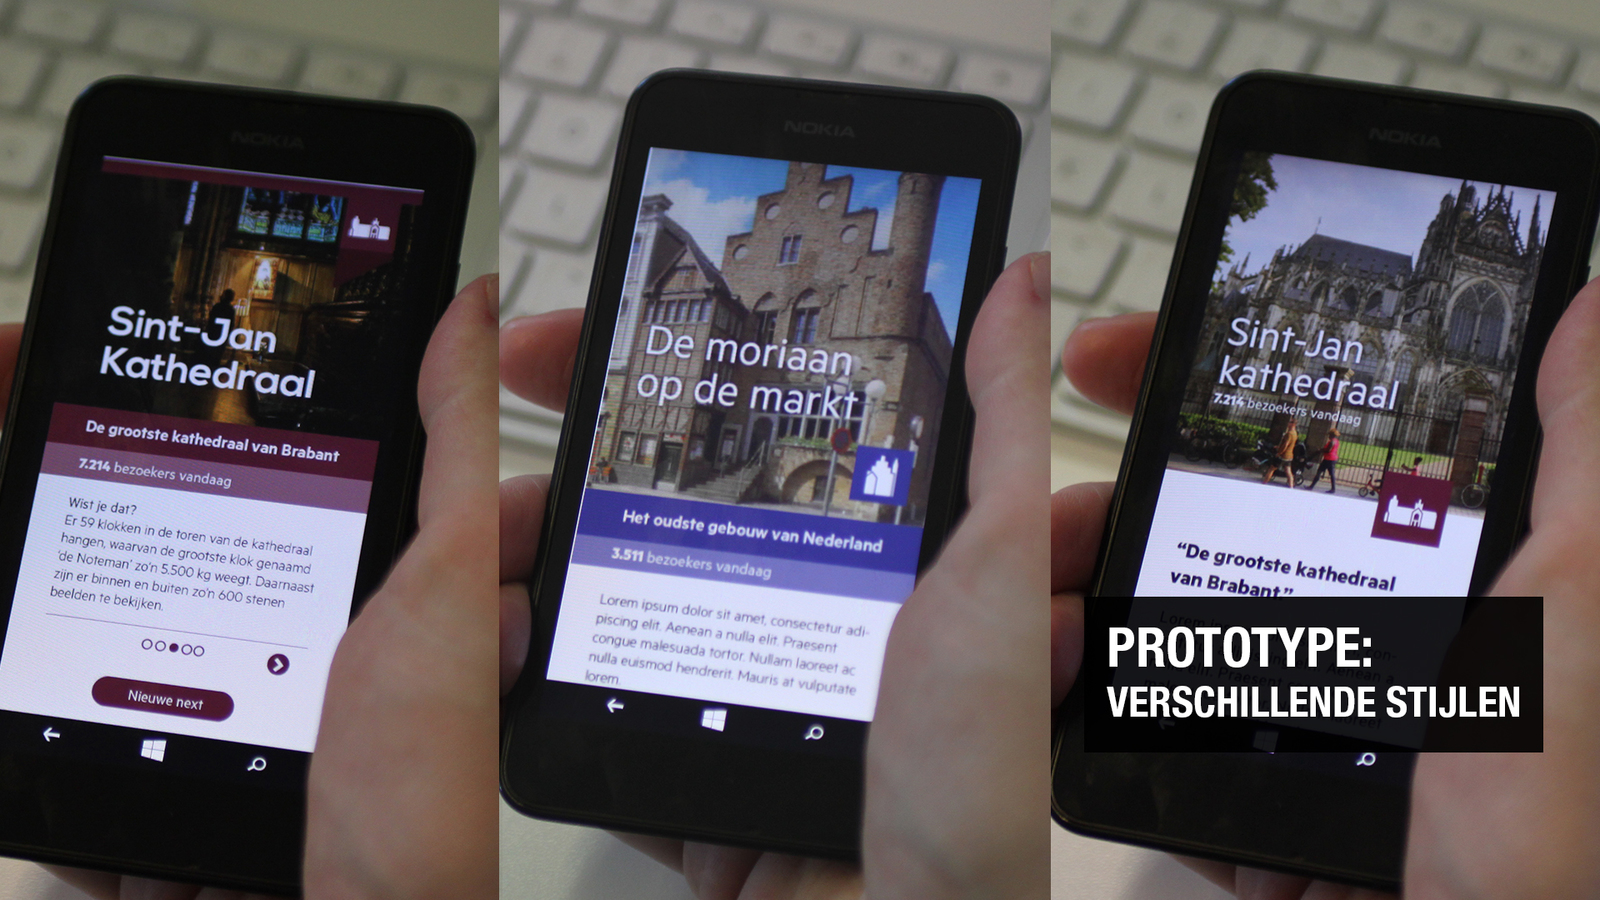 NOKIA
Sint-Jan
Kathedraal
De grootste kathedraal van Brabant
7.214 bezoekers vandaag
Wist je dat?
Er 59 klokken in de toren van de kathedraal
hangen, waarvan de grootste klok genaamd
'de Noteman' zo'n 5.500 kg weegt. Daarnaast
zijn er binnen en buiten zo'n 600 stenen
beelden te bekijken.
Nieuwe next
NOKIA
De moriaan
op de markt
Het oudste gebouw van Nederland
3.511 bezoekers vandaag
Lorem ipsum dolor sit amet, consectetur adi-
piscing elit. Aenean a nulla elit. Praesent
congue malesuada tortor. Nullam laoreet ac
nulla euismod hendrerit. Mauris at vulputate
lorem.
NOKIA
Sint-Jan
kathedraal
7.214 bezoekers vandaag
“De grootste kathedraal
van Brabant.”
PROTOTYPE:
VERSCHILLENDE STIJLEN